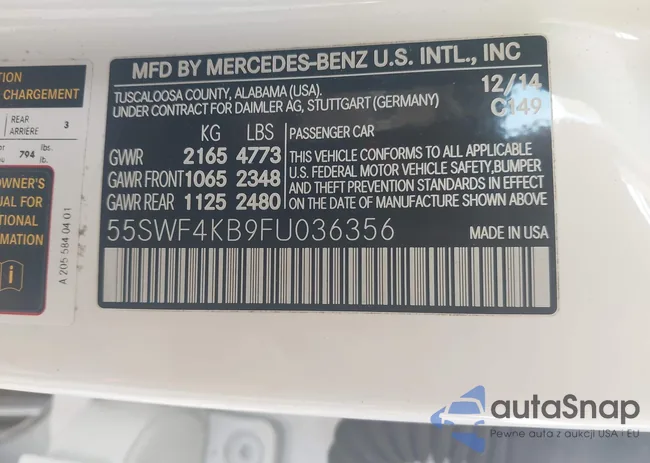 TION
CHARGEMENT
REAR
ARRIERE 3
794 lbs.
lb.
OWNER'S
UAL FOR
TIONAL
RMATION
A 205 584 04 01
MFD BY MERCEDES-BENZ U.S. INTL., INC
TUSCALOOSA COUNTY, ALABAMA (USA). 12/14
UNDER CONTRACT FOR DAIMLER AG, STUTTGART (GERMANY) C149
KG LBS PASSENGER CAR
GVWR 2165 4773
GAWR FRONT 1065 2348
GAWR REAR 1125 2480
THIS VEHICLE CONFORMS TO ALL APPLICABLE
U.S. FEDERAL MOTOR VEHICLE SAFETY,BUMPER
AND THEFT PREVENTION STANDARDS IN EFFECT
ON THE DATE OF MANUFACTURE SHOWN ABOVE
55SWF4KB9FU036356 MADE IN USA
autaSnap
Pewne auta z aukcji USA i EU